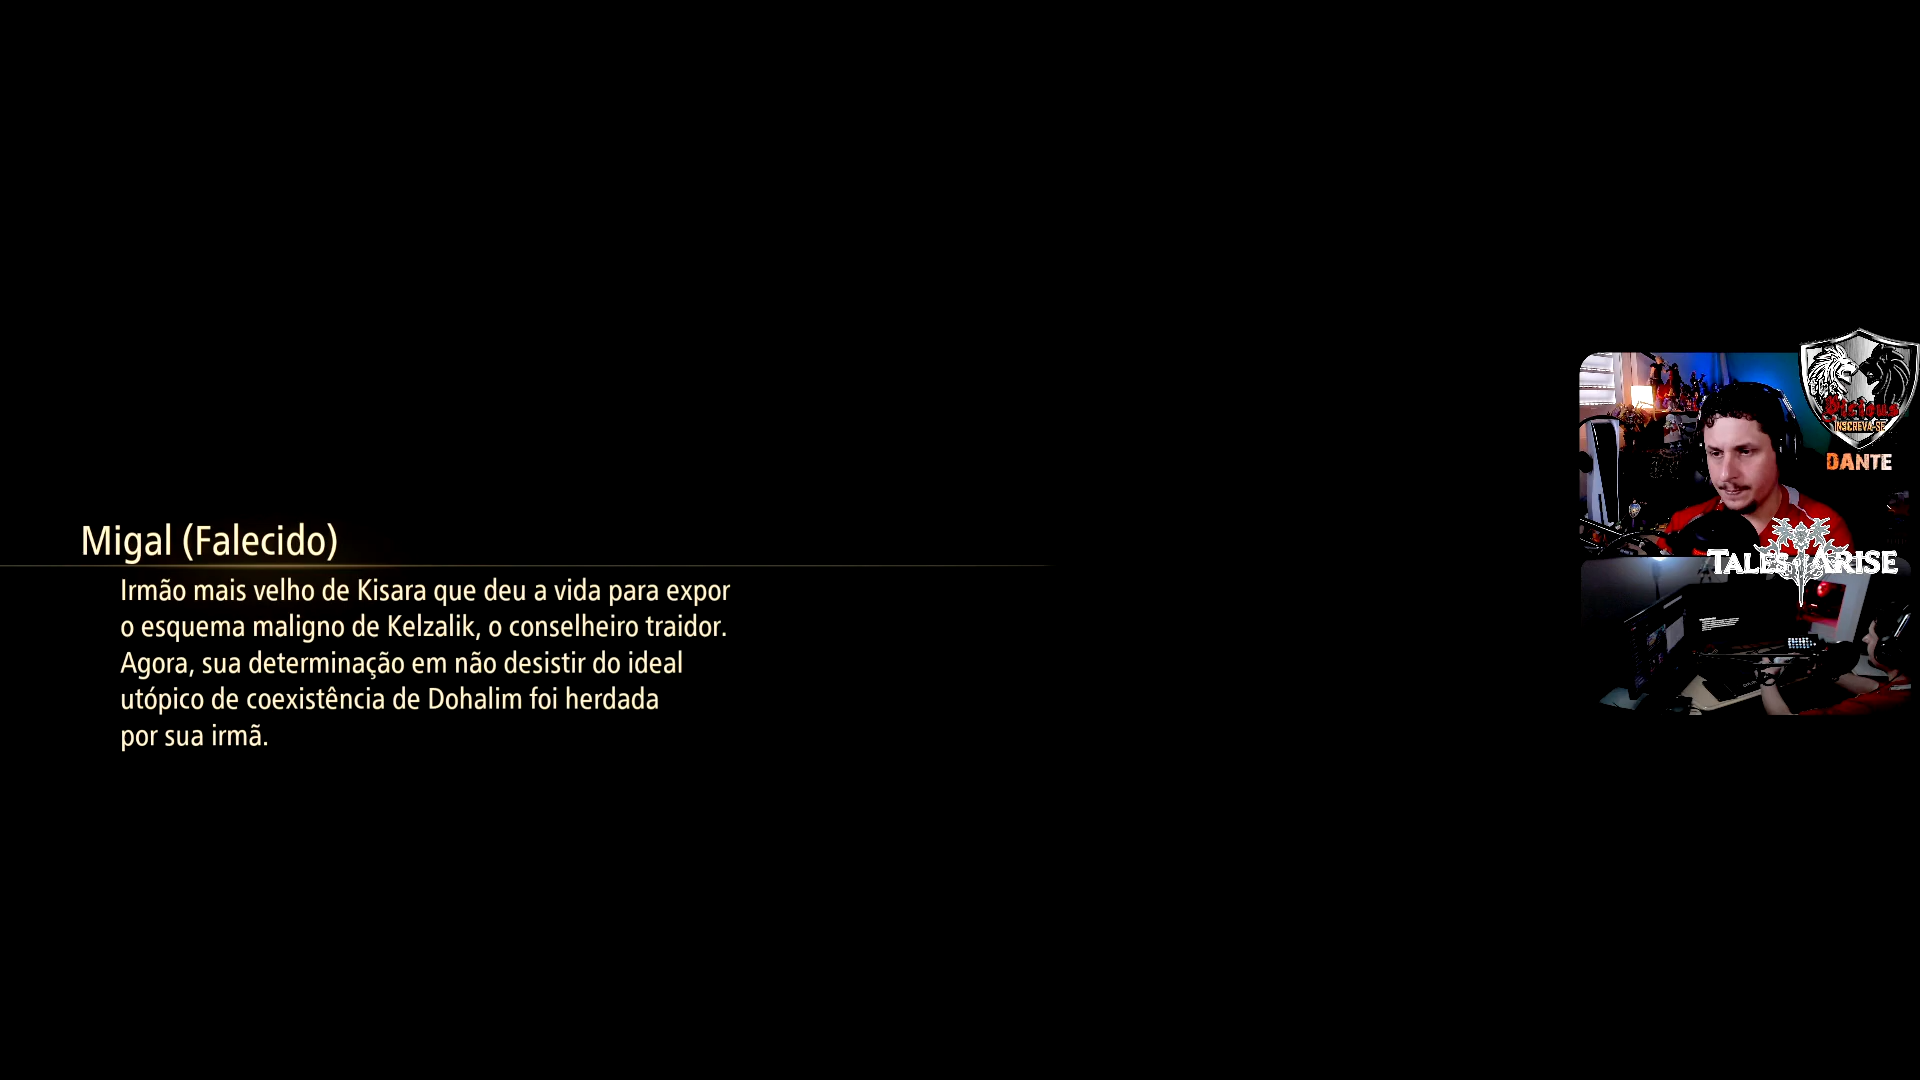 Migal (Falecido)
Irmão mais velho de Kisara que deu a vida para expor
o esquema maligno de Kelzalik, o conselheiro traidor.
Agora, sua determinação em não desistir do ideal
utópico de coexistência de Dohalim foi herdada
por sua irmã.
Vicious
INSCREVA-SE
DANTE
TALES ARISE